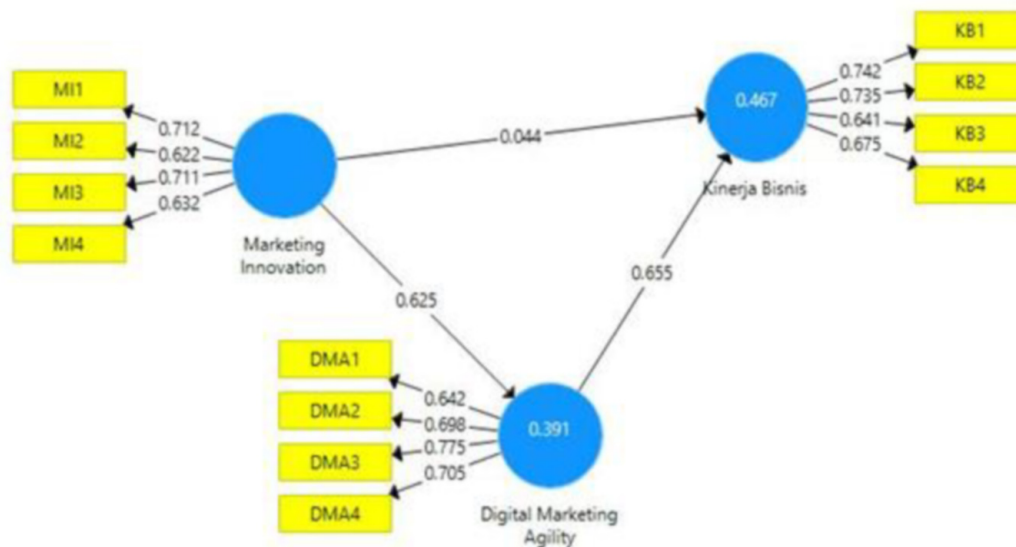 KB1
0.742
KB2
0.735
0.641
KB3
0.675
KB4
0.467
Kinerja Bisnis
MI1
0.712
MI2
0.622
0.711
MI3
0.632
MI4
Marketing
Innovation
0.044
0.625
0.655
DMA1
0.642
DMA2
0.698
0.775
DMA3
0.705
DMA4
0.391
Digital Marketing
Agility